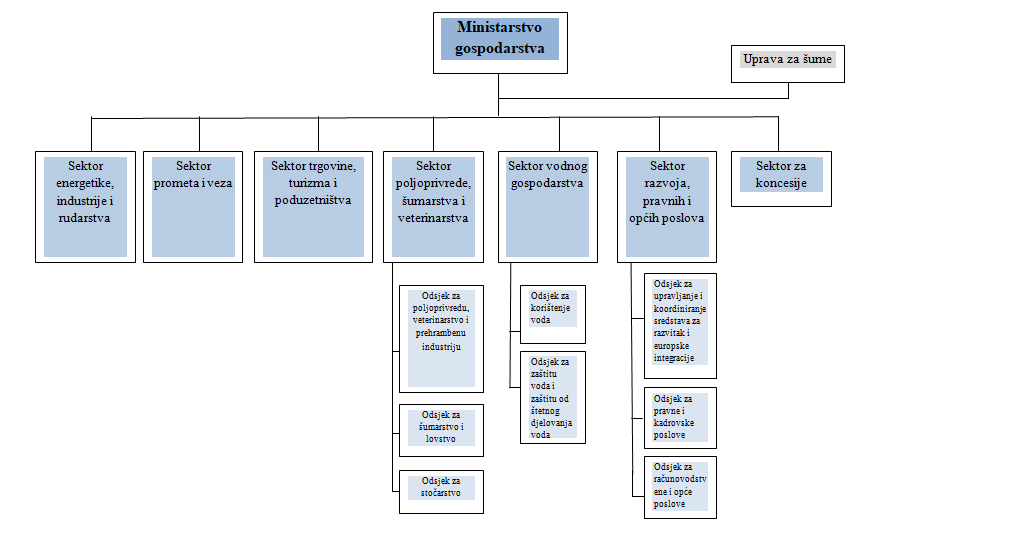 Ministarstvo
gospodarstva
Uprava za šume
Sektor
energetike,
industrije i
rudarstva
Sektor
prometa i veza
Sektor trgovine,
turizma i
poduzetništva
Sektor
poljoprivrede,
šumarstva i
veterinarstva
Sektor vodnog
gospodarstva
Sektor
razvoja,
pravnih i
općih poslova
Sektor za
koncesije
Odsjek za
poljoprivredu,
veterinarstvo i
prehrambenu
industriju
Odsjek za
šumarstvo i
lovstvo
Odsjek za
stočarstvo
Odsjek za
korištenje
voda
Odsjek za
zaštitu
voda i
zaštitu od
štetnog
djelovanja
voda
Odsjek za
upravljanje i
koordiniranje
sredstava za
razvitak i
europske
integracije
Odsjek za
pravne i
kadrovske
poslove
Odsjek za
računovodstv
ene i opće
poslove